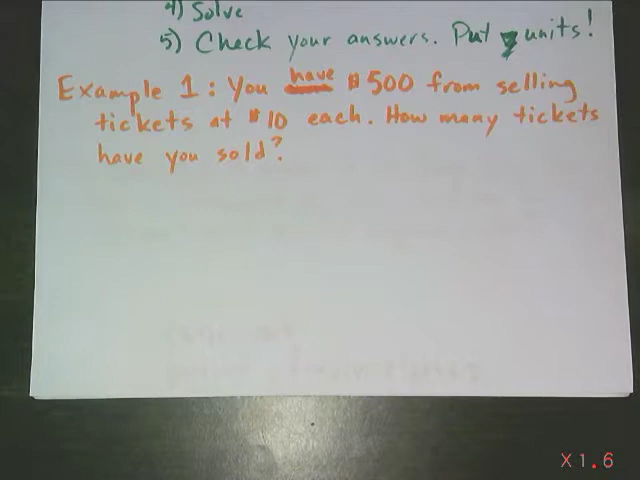 4) Solve
5) Check your answers. Put units!
Example 1: You have $500 from selling
tickets at $10 each. How many tickets
have you sold?
X1.6